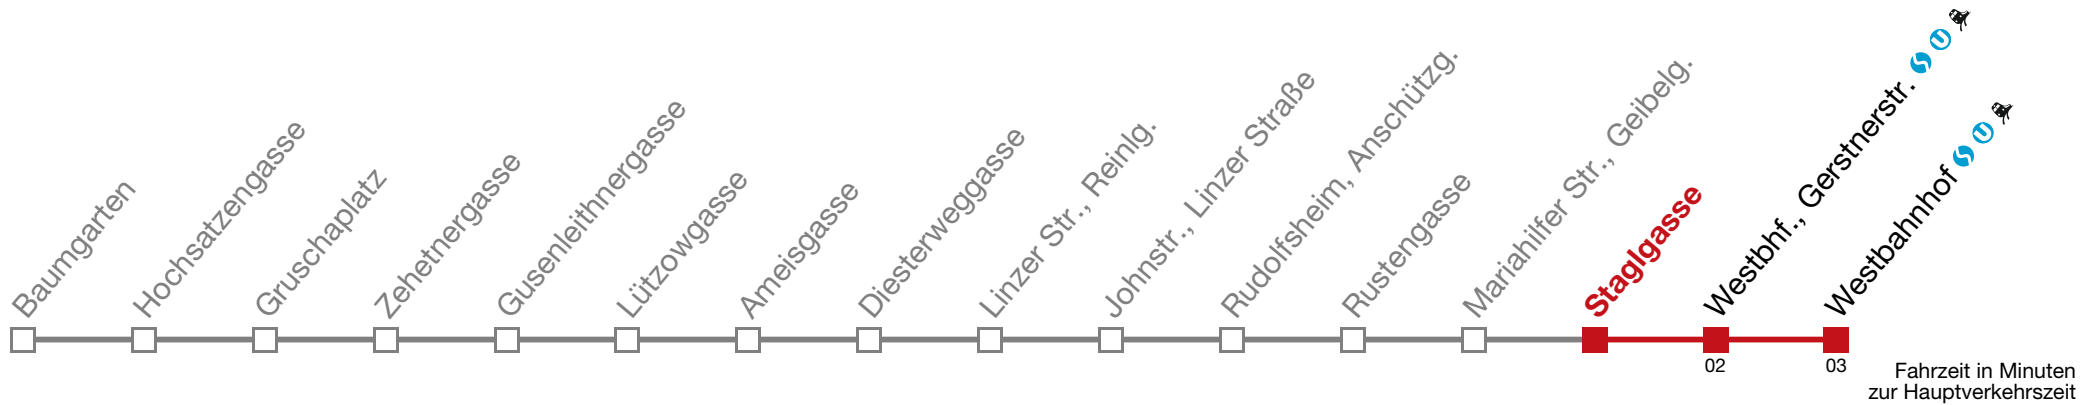 Baumgarten
Hochsatzengasse
Gruschaplatz
Zehetnergasse
Gusenleithnergasse
Lützowgasse
Ameisgasse
Diesterweggasse
Linzer Str., Reinlg.
Johnstr., Linzer Straße
Rudolfsheim, Anschützg.
Rustengasse
Mariahilfer Str., Geibelg.
Staglgasse
Westbhf., Gerstnerstr. S U
Westbahnhof S U
02
03
Fahrzeit in Minuten
zur Hauptverkehrszeit